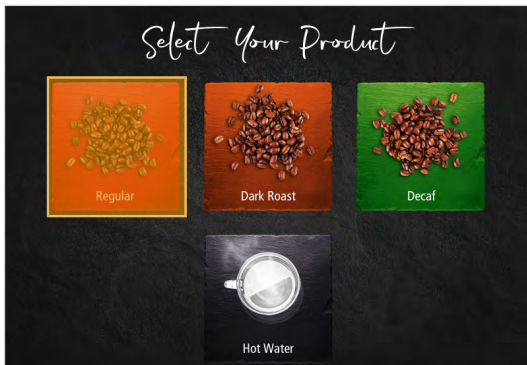 Select Your Product
Regular
Dark Roast
Decaf
Hot Water